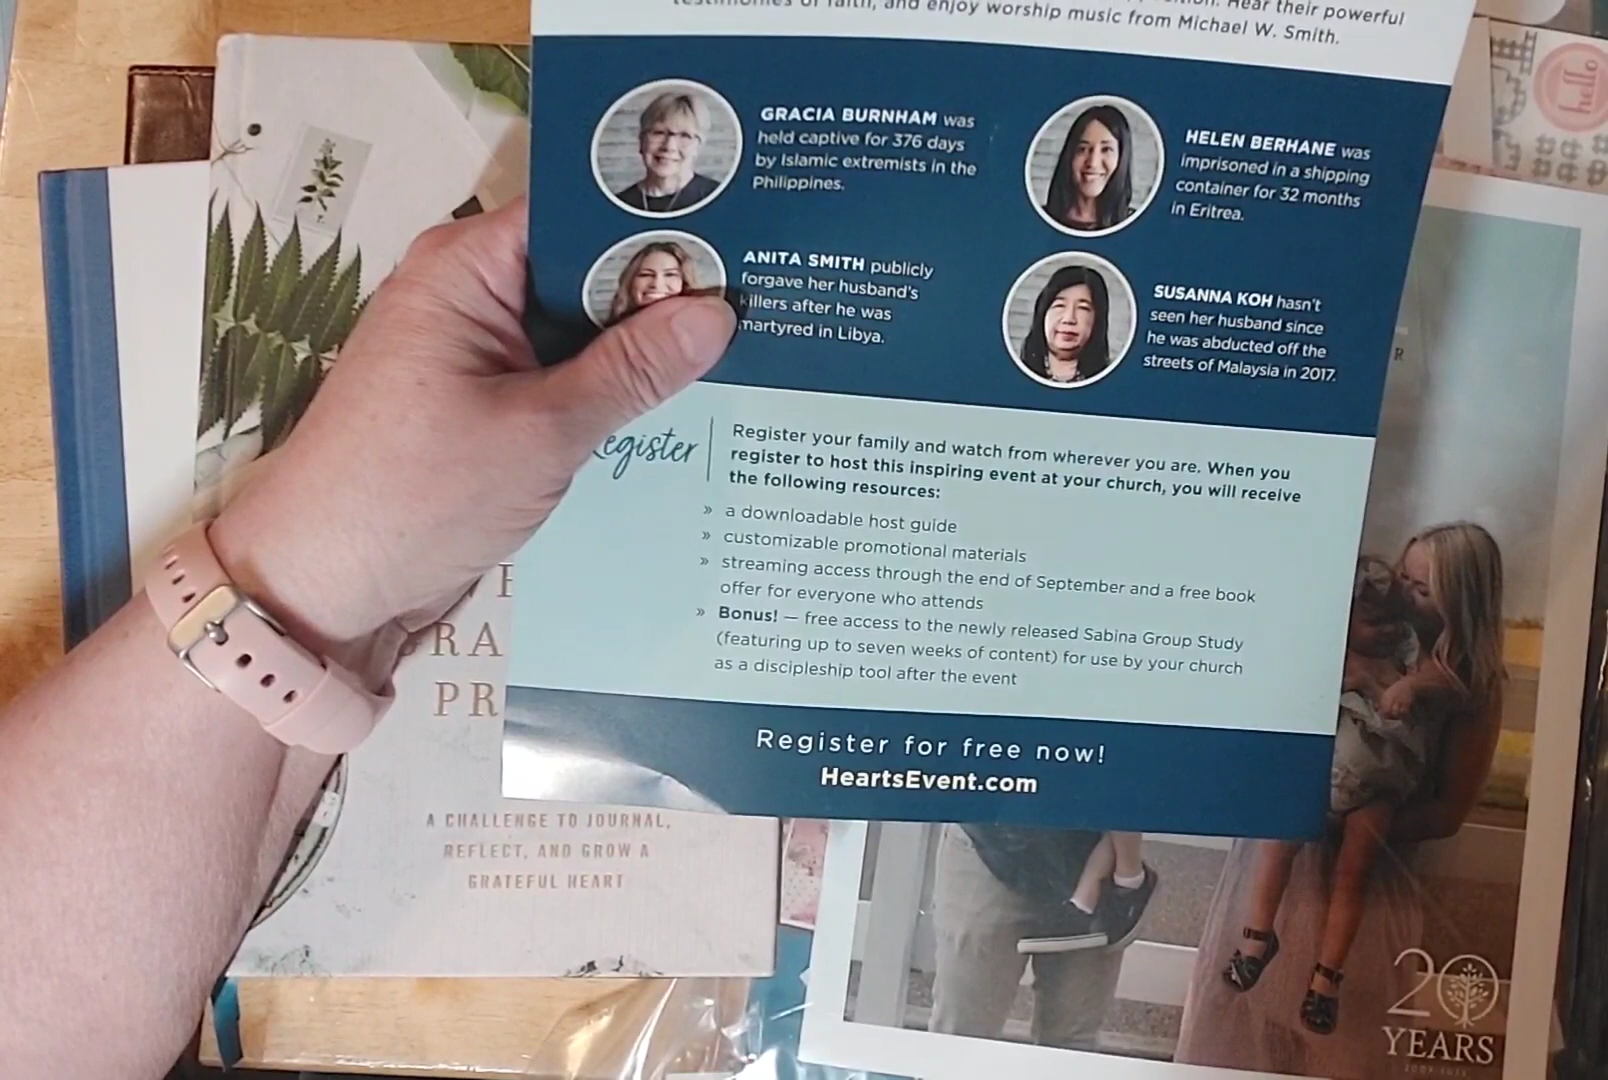 Hear their powerful
of faith, and enjoy worship music from Michael W. Smith.
GRACIA BURNHAM was
held captive for 376 days
by Islamic extremists in the
Philippines.
HELEN BERHANE was
imprisoned in a shipping
container for 32 months
in Eritrea.
ANITA SMITH publicly
forgave her husband's
killers after he was
martyred in Libya.
SUSANNA KOH hasn't
seen her husband since
he was abducted off the
streets of Malaysia in 2017.
Register
Register your family and watch from wherever you are. When you
register to host this inspiring event at your church, you will receive
the following resources:
» a downloadable host guide
» customizable promotional materials
» streaming access through the end of September and a free book
offer for everyone who attends
» Bonus! — free access to the newly released Sabina Group Study
(featuring up to seven weeks of content) for use by your church
as a discipleship tool after the event
Register for free now!
HeartsEvent.com
hello
RA
PR
A CHALLENGE TO JOURNAL,
REFLECT, AND GROW A
GRATEFUL HEART
20
YEARS